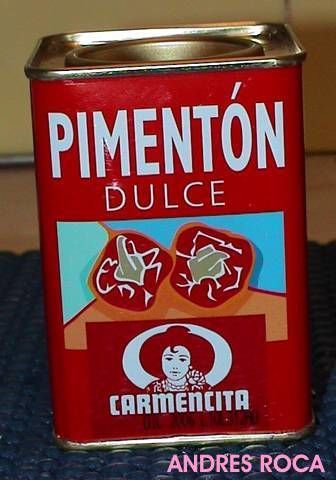 PIMENTÓN
DULCE
CARMENCITA
ANDRES ROCA